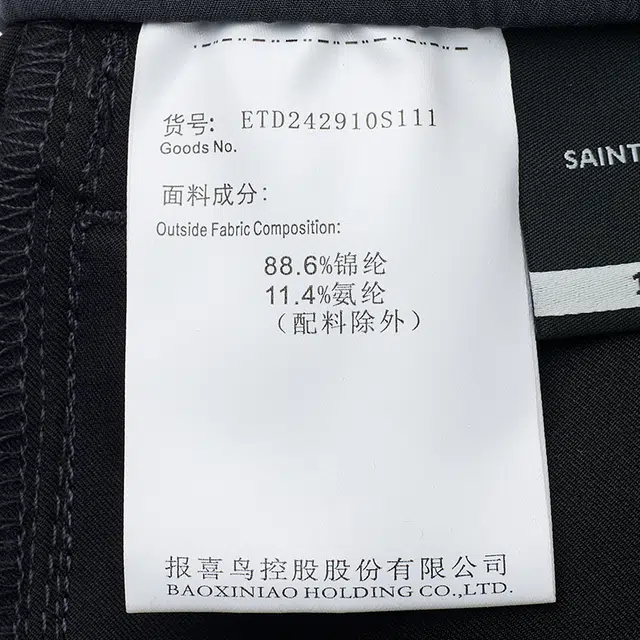 货号: ETD242910S111
Goods No.
面料成分:
Outside Fabric Composition:
88.6%锦纶
11.4%氨纶
（配料除外）
报喜鸟控股股份有限公司
BAOXINIAO HOLDING CO.,LTD.
SAINT